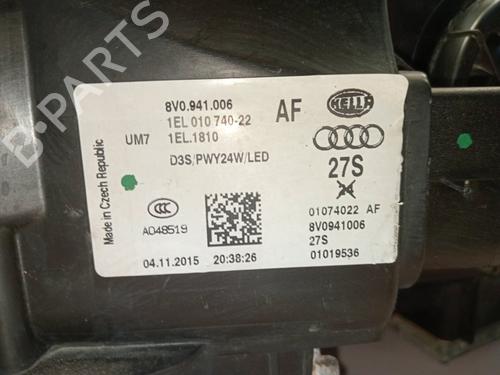 B-PARTS
8V0.941.006
1EL 010 740-22
AF
HELLA
UM7 1EL.1810
D3S/PWY24W/LED
27S
Made in Czech Republic
CCC
A048519
01074022 AF
8V0941006
27S
04.11.2015 20:38:26
01019536